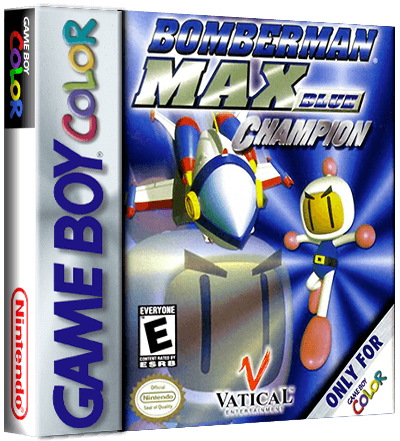 GAME BOY COLOR
Nintendo
GAME BOY COLOR
BOMBERMAN
MAX BLUE
CHAMPION
EVERYONE
E
CONTENT RATED BY
ESRB
Official
Nintendo
Seal of Quality
V
VATICAL
ENTERTAINMENT
ONLY FOR
GAME BOY
COLOR